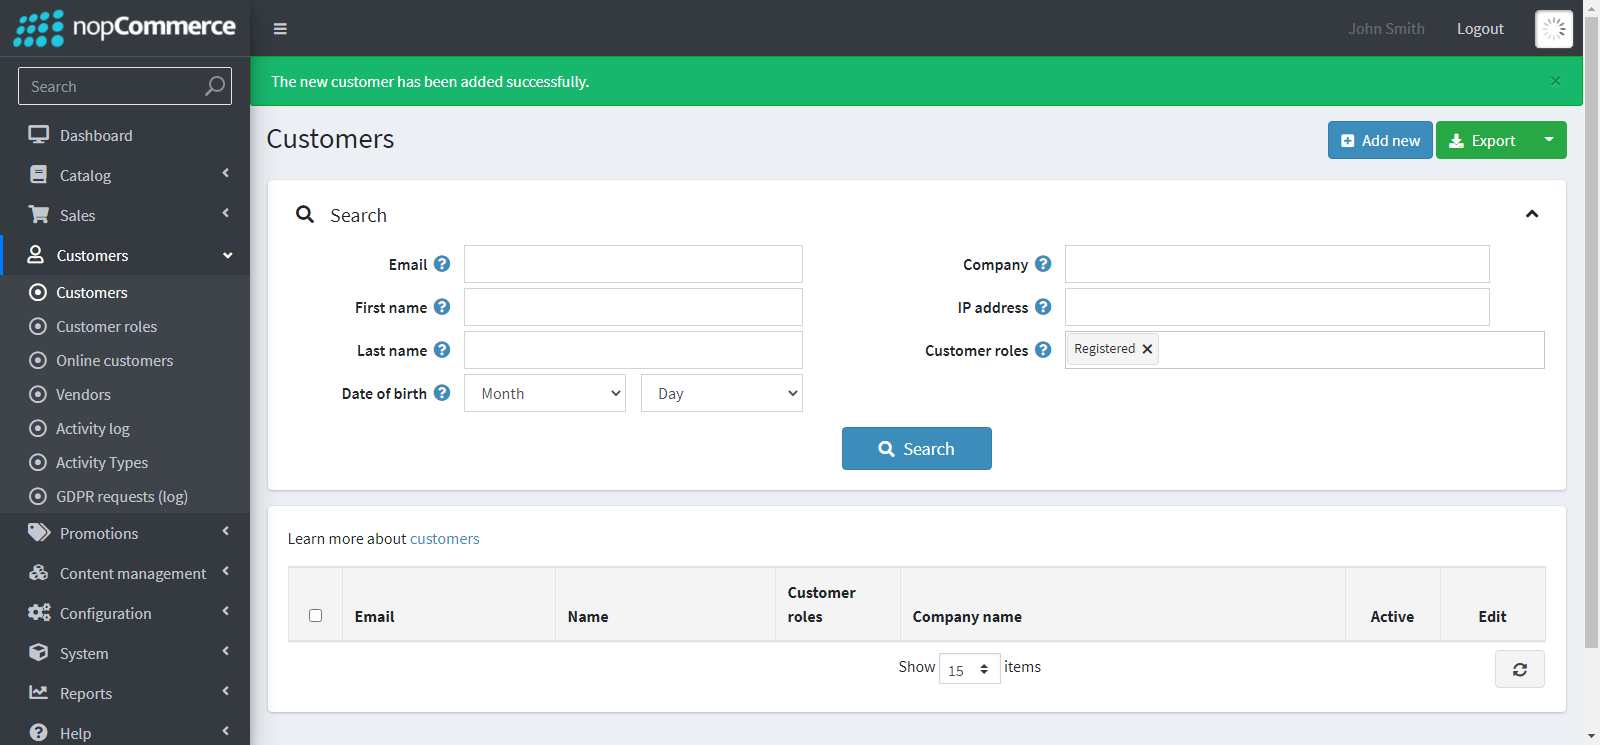 nopCommerce
John Smith
Logout
The new customer has been added successfully.
×
Search
Dashboard
Catalog
Sales
Customers
Customers
Customer roles
Online customers
Vendors
Activity log
Activity Types
GDPR requests (log)
Promotions
Content management
Configuration
System
Reports
Help
Customers
Add new
Export
Search
Email
Company
First name
IP address
Last name
Customer roles
Registered
Date of birth
Month
Day
Search
Learn more about customers
Email
Name
Customer roles
Company name
Active
Edit
Show 15 items